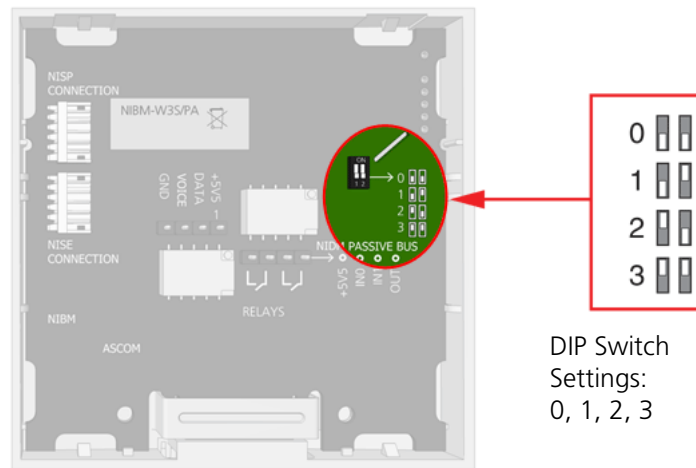 NISP
CONNECTION
NIBM-W3S/PA
ON
1 2
0
1
2
3
GND
VOICE
DATA
+5VS
NISE
CONNECTION
NIDM PASSIVE BUS
+5VS
IN0
IN1
OUT
RELAYS
NIBM
ASCOM
0
1
2
3
DIP Switch
Settings:
0, 1, 2, 3